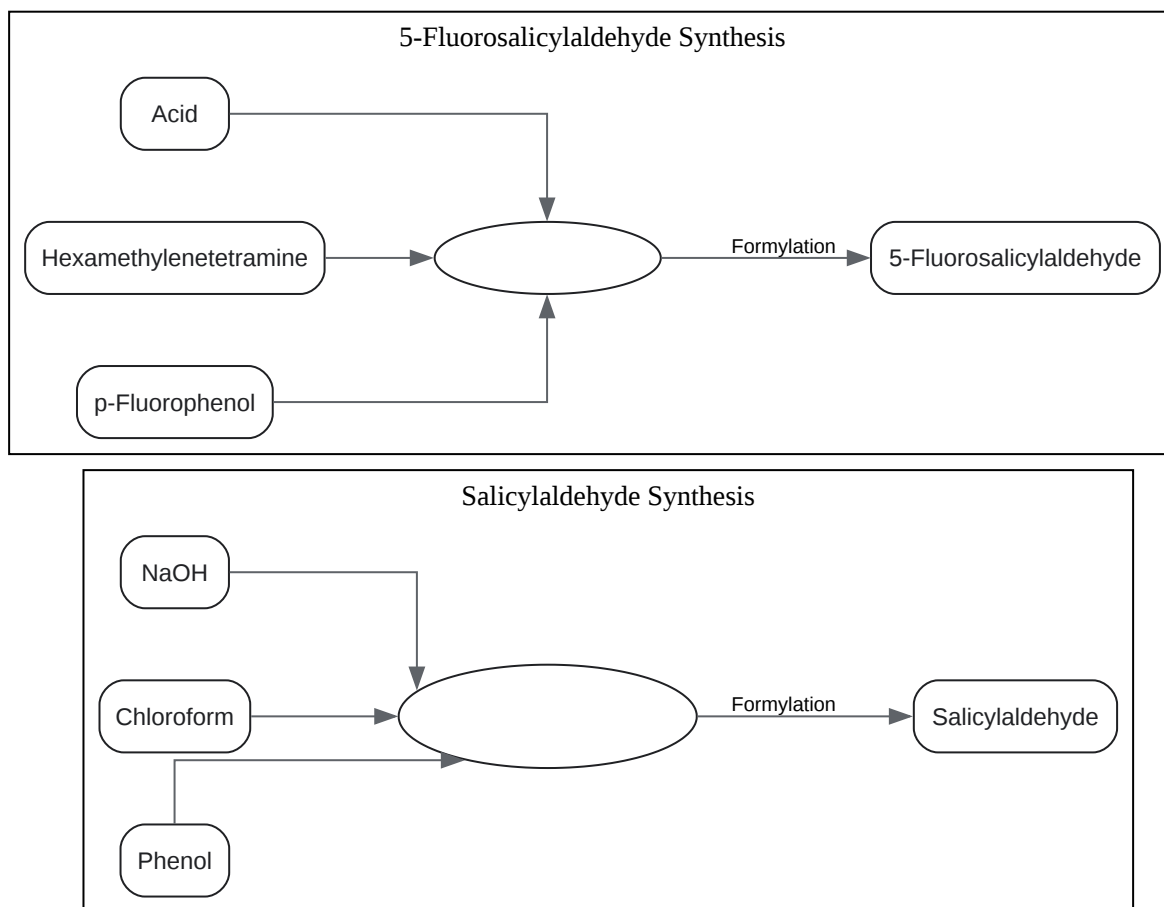 5-Fluorosalicylaldehyde Synthesis
Acid
Hexamethylenetetramine
Formylation
5-Fluorosalicylaldehyde
p-Fluorophenol
Salicylaldehyde Synthesis
NaOH
Chloroform
Formylation
Salicylaldehyde
Phenol